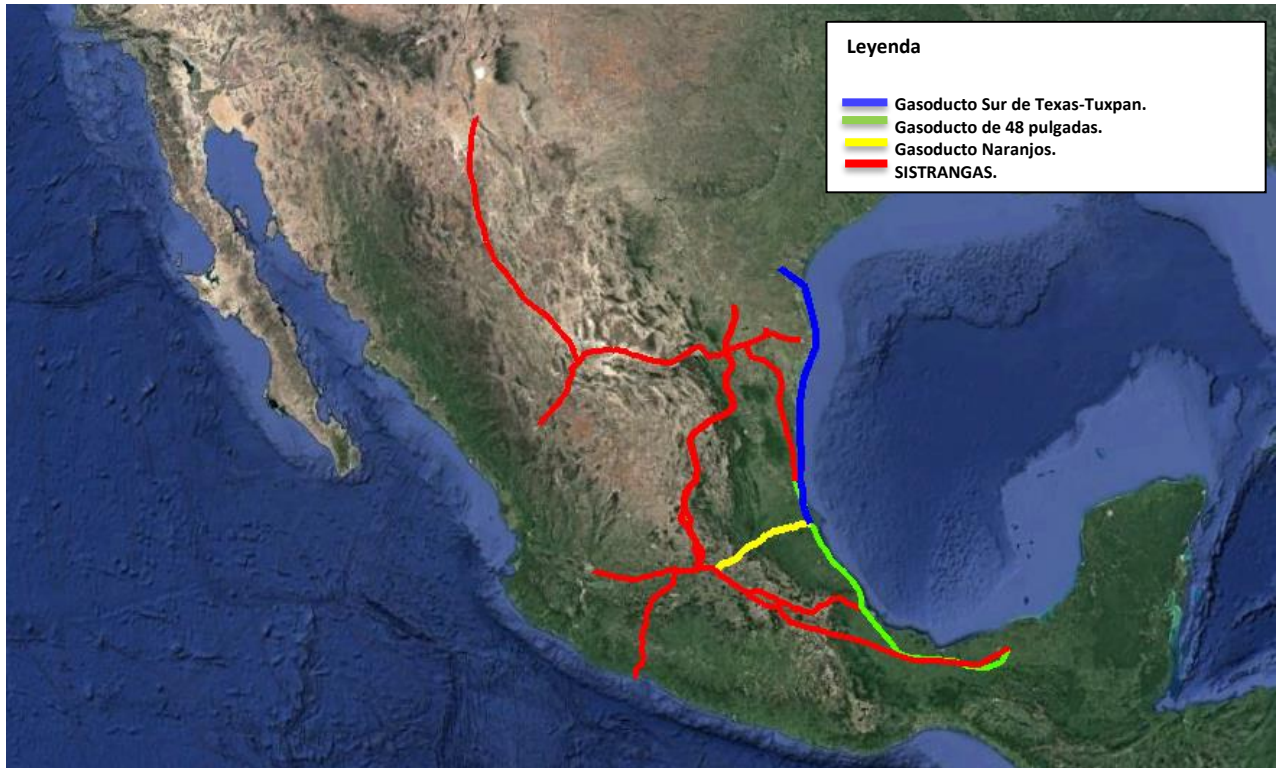 Leyenda
Gasoducto Sur de Texas-Tuxpan.
Gasoducto de 48 pulgadas.
Gasoducto Naranjos.
SISTRANGAS.